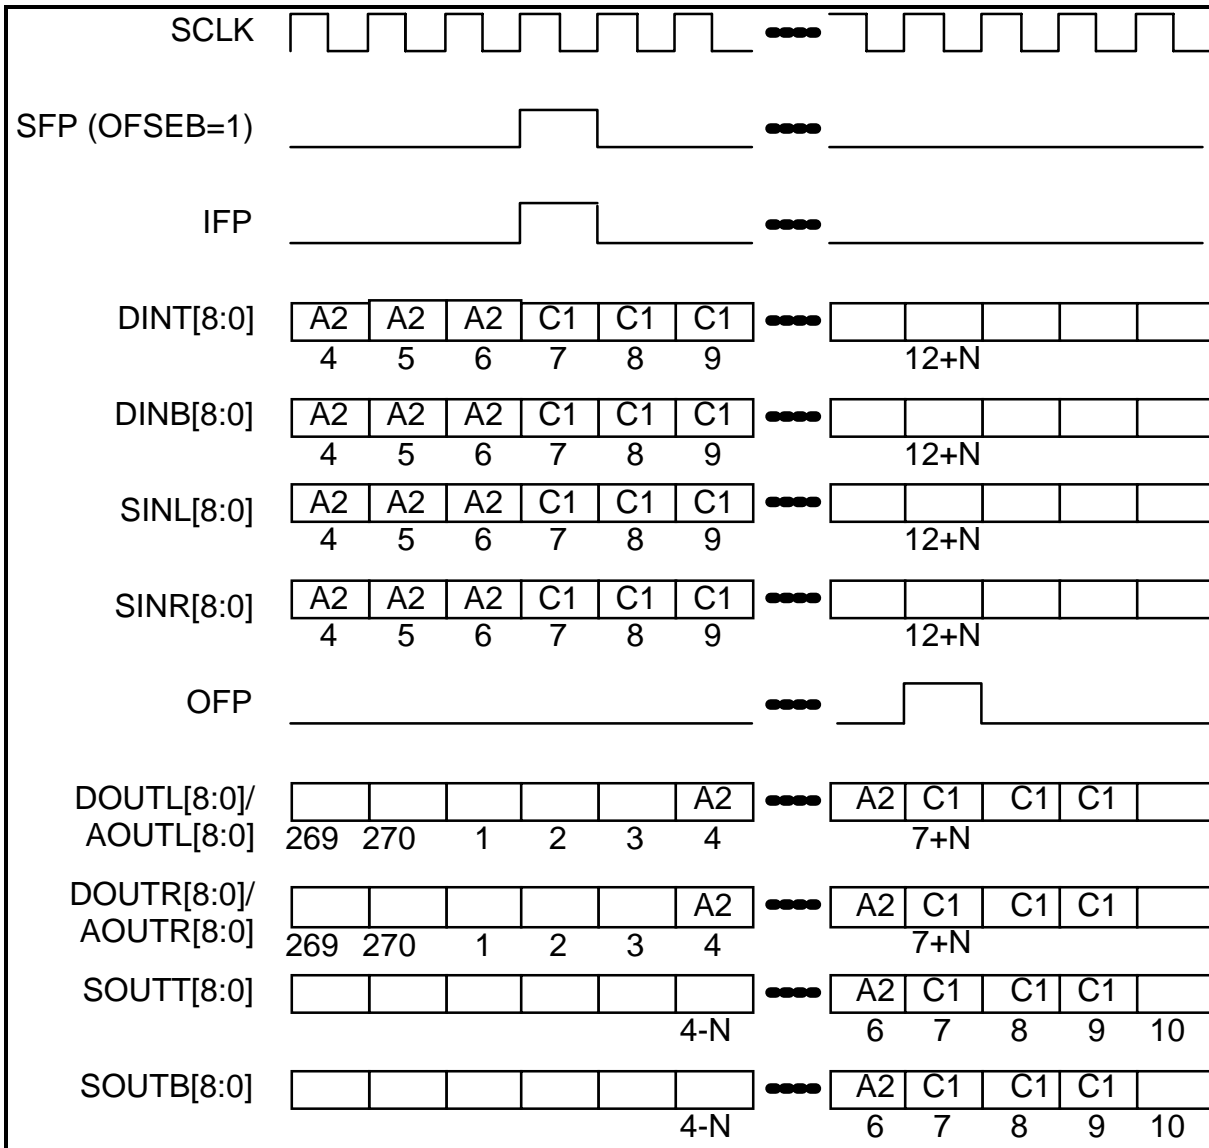 SCLK
SFP (OFSEB=1)
IFP
DINT[8:0] A2 A2 A2 C1 C1 C1
4 5 6 7 8 9 12+N
DINB[8:0] A2 A2 A2 C1 C1 C1
4 5 6 7 8 9 12+N
SINL[8:0] A2 A2 A2 C1 C1 C1
4 5 6 7 8 9 12+N
SINR[8:0] A2 A2 A2 C1 C1 C1
4 5 6 7 8 9 12+N
OFP
DOUTL[8:0]/ A2 A2 C1 C1 C1
AOUTL[8:0] 269 270 1 2 3 4 7+N
DOUTR[8:0]/ A2 A2 C1 C1 C1
AOUTR[8:0] 269 270 1 2 3 4 7+N
SOUTT[8:0] A2 C1 C1 C1
4-N 6 7 8 9 10
SOUTB[8:0] A2 C1 C1 C1
4-N 6 7 8 9 10